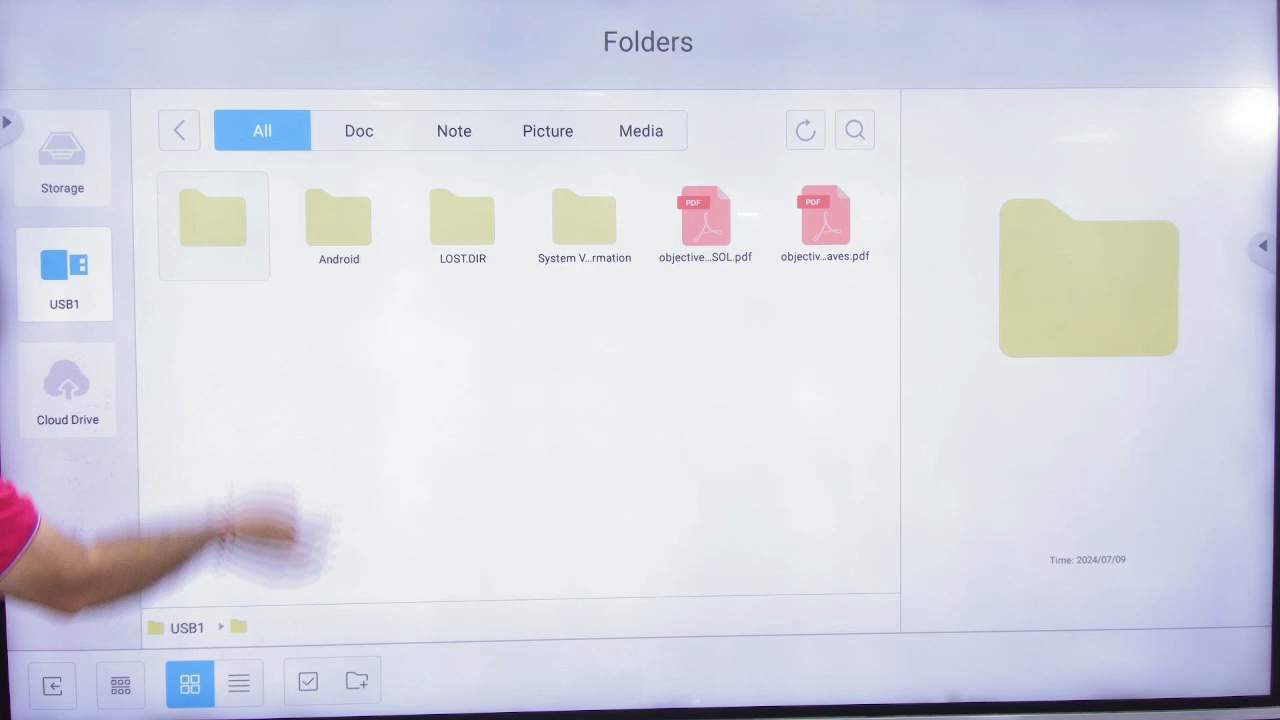 Folders
All Doc Note Picture Media
Storage
USB1
Cloud Drive
Android
LOST.DIR
System V...rmation
PDF
objective...SOL.pdf
PDF
objectiv...aves.pdf
Time: 2024/07/09
USB1